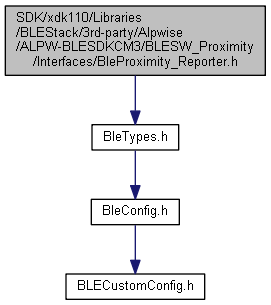 SDK/xdk110/Libraries
/BLEStack/3rd-party/Alpwise
/ALPW-BLESDKCM3/BLESW_Proximity
/Interfaces/BleProximity_Reporter.h
BleTypes.h
BleConfig.h
BLECustomConfig.h